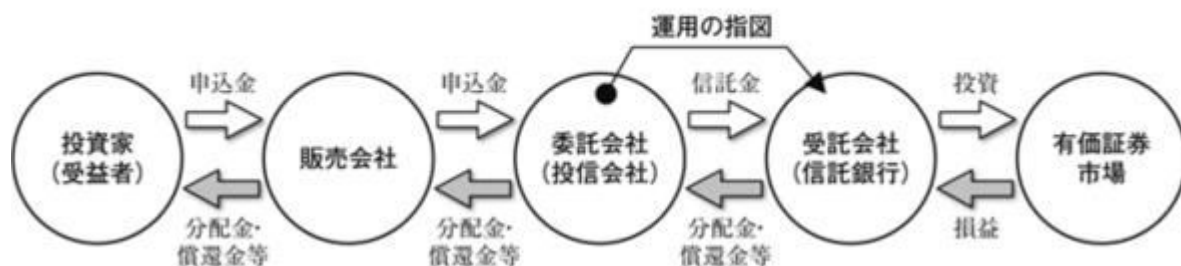 運用の指図
申込金
申込金
信託金
投資
投資家
（受益者）
販売会社
委託会社
（投信会社）
受託会社
（信託銀行）
有価証券
市場
分配金・
償還金等
分配金・
償還金等
分配金・
償還金等
損益